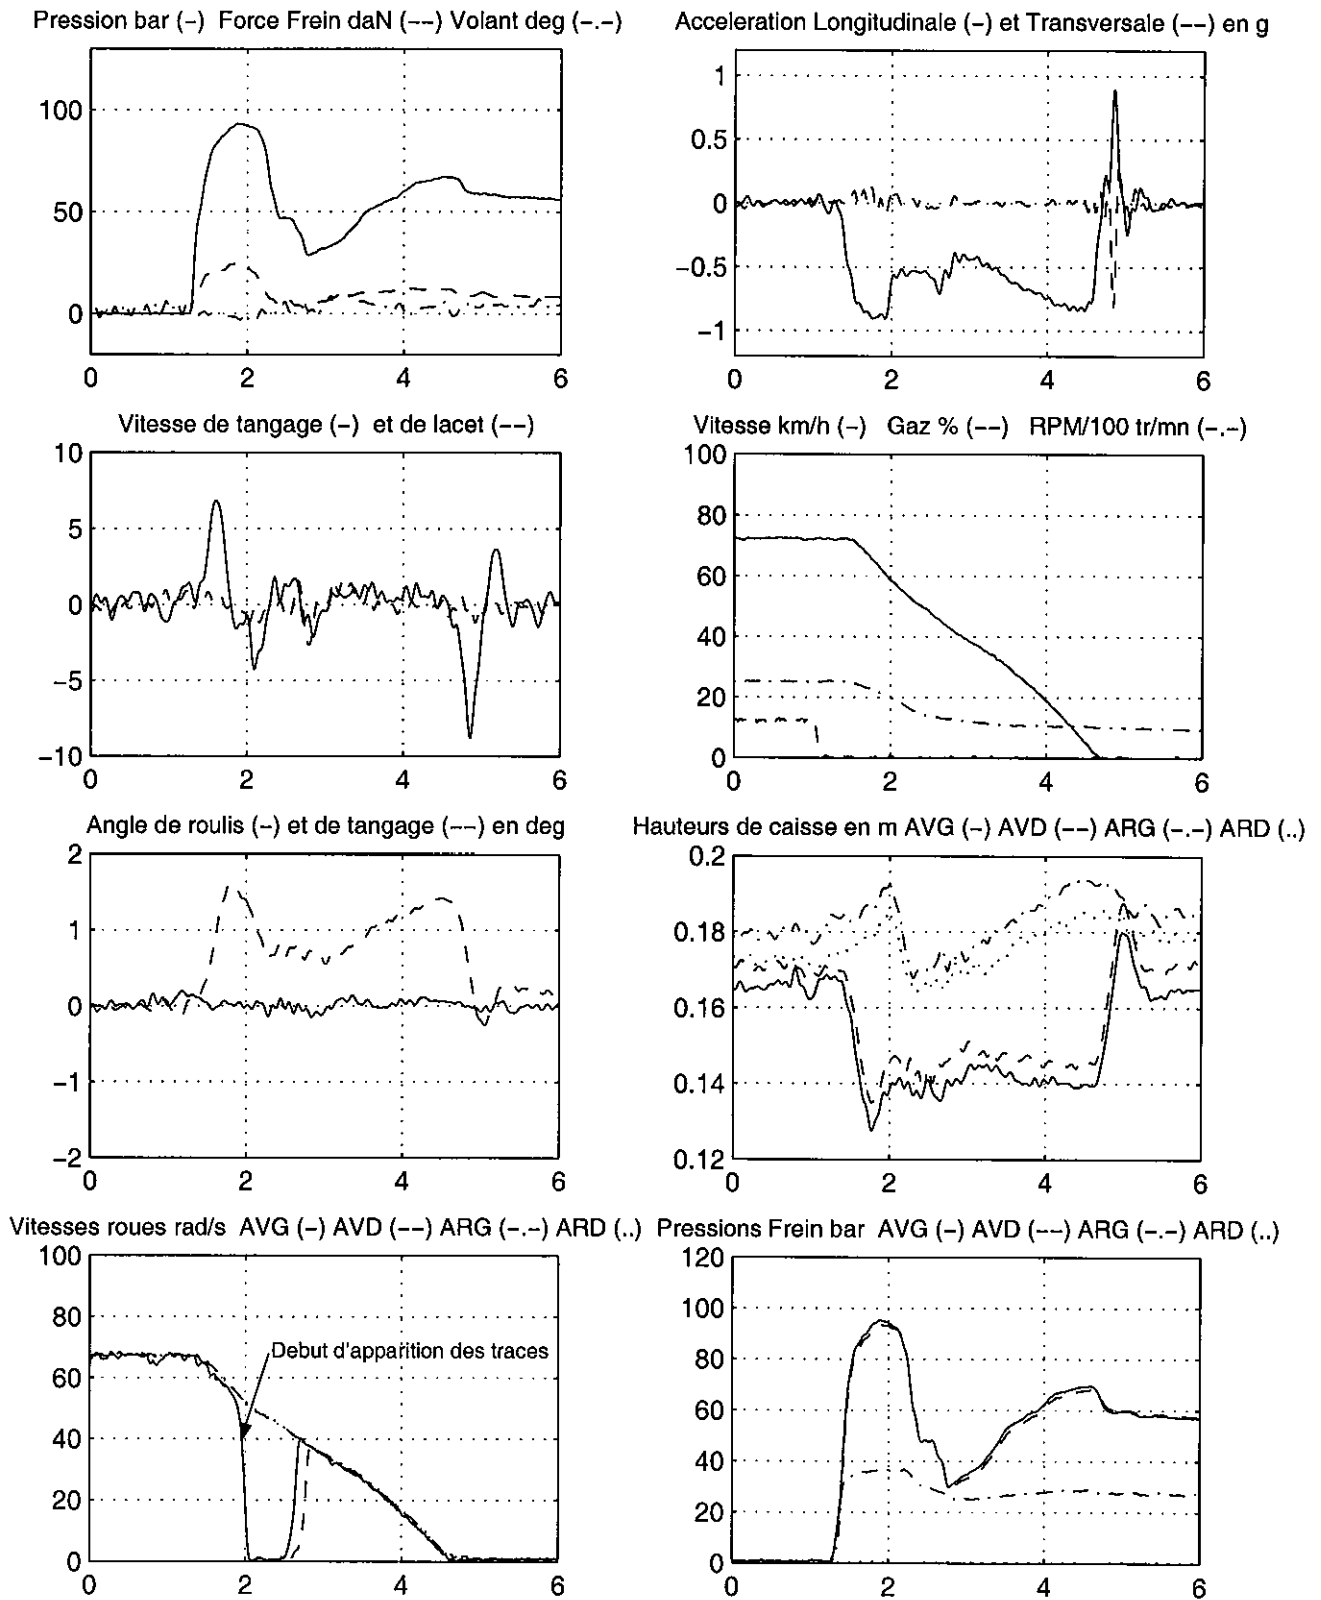 Pression bar (-)  Force Frein daN (--) Volant deg (-.-)
100
50
0
0 2 4 6
Acceleration Longitudinale (-) et Transversale (--) en g
1
0.5
0
-0.5
-1
0 2 4 6
Vitesse de tangage (-)  et de lacet (--)
10
5
0
-5
-10
0 2 4 6
Vitesse km/h (-)   Gaz % (--)   RPM/100 tr/mn (-.-)
100
80
60
40
20
0
0 2 4 6
Angle de roulis (-) et de tangage (--) en deg
2
1
0
-1
-2
0 2 4 6
Hauteurs de caisse en m AVG (-) AVD (--) ARG (-.-) ARD (..)
0.2
0.18
0.16
0.14
0.12
0 2 4 6
Vitesses roues rad/s  AVG (-) AVD (--) ARG (-.-) ARD (..)
100
80
60
40
20
0
Debut d'apparition des traces
0 2 4 6
Pressions Frein bar  AVG (-) AVD (--) ARG (-.-) ARD (..)
120
100
80
60
40
20
0
0 2 4 6